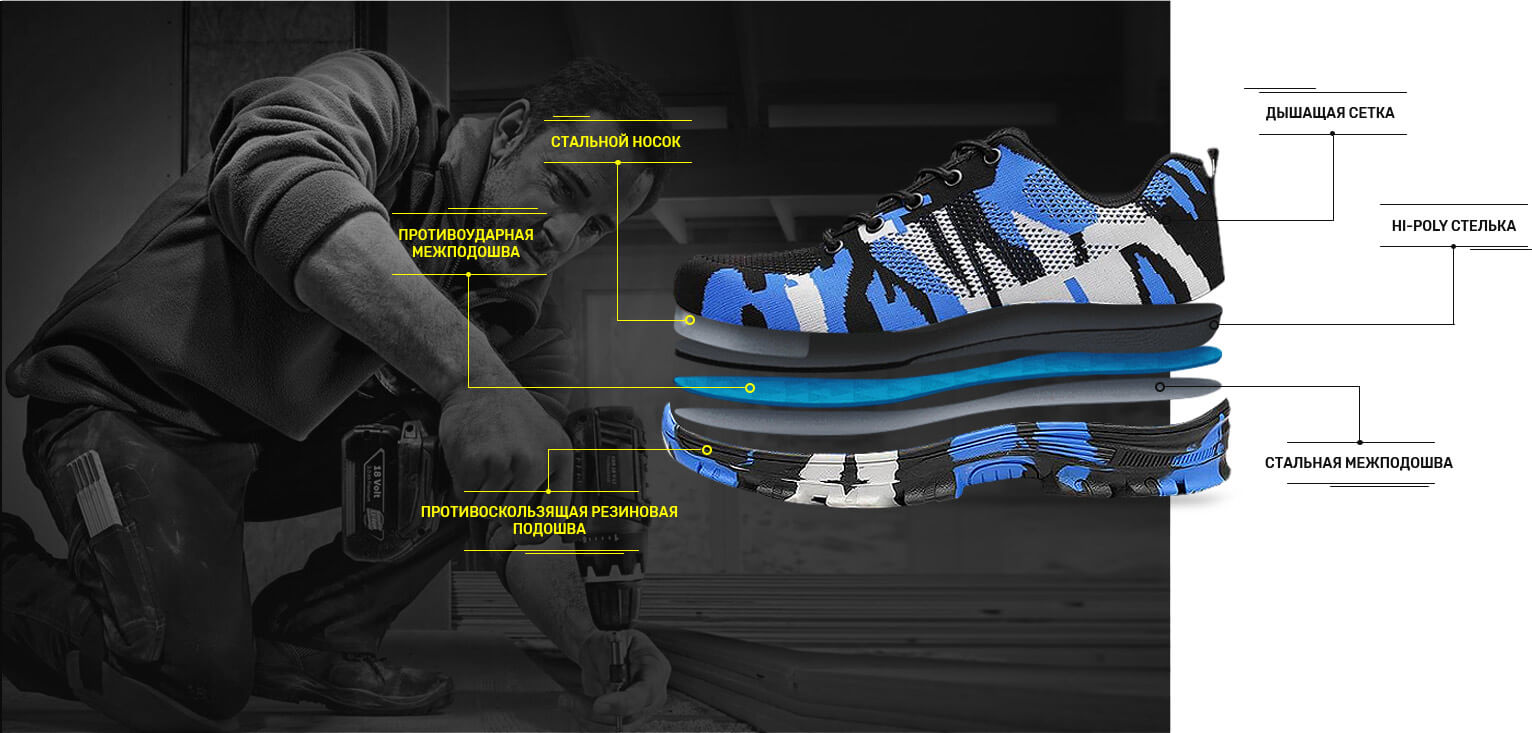 ДЫШАЩАЯ СЕТКА
СТАЛЬНОЙ НОСОК
HI-POLY СТЕЛЬКА
ПРОТИВОУДАРНАЯ
МЕЖПОДОШВА
СТАЛЬНАЯ МЕЖПОДОШВА
ПРОТИВОСКОЛЬЗЯЩАЯ РЕЗИНОВАЯ
ПОДОШВА
18 Volt